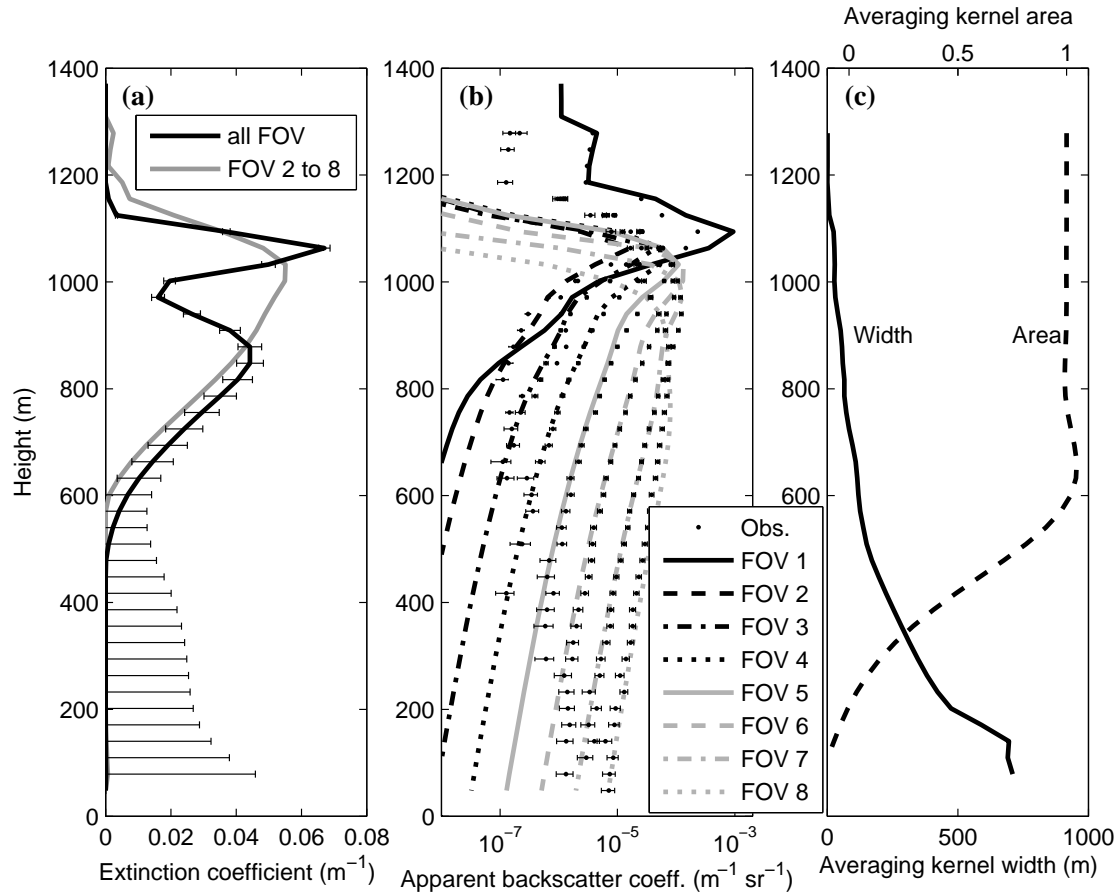 Averaging kernel area
0 0.5 1
1400 1400 1400
(a) (b) (c)
all FOV
FOV 2 to 8
1200 1200 1200
1000 1000 1000
Width Area
800 800 800
Height (m)
600 600 600
Obs.
FOV 1
FOV 2
FOV 3
400 400 400
FOV 4
FOV 5
FOV 6
200 200 200
FOV 7
FOV 8
0 0 0
0 0.02 0.04 0.06 0.08
10⁻⁷ 10⁻⁵ 10⁻³
0 500 1000
Extinction coefficient (m⁻¹)
Apparent backscatter coeff. (m⁻¹ sr⁻¹)
Averaging kernel width (m)